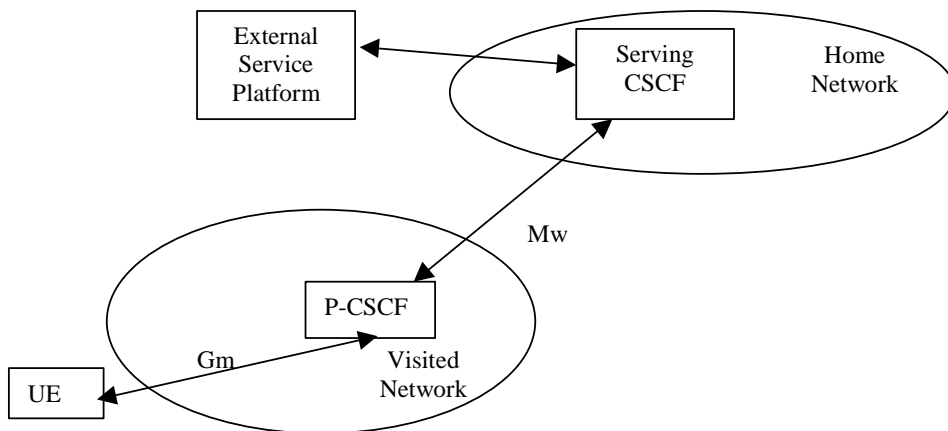 External
Service
Platform
Serving
CSCF
Home
Network
Mw
P-CSCF
Gm
Visited
Network
UE